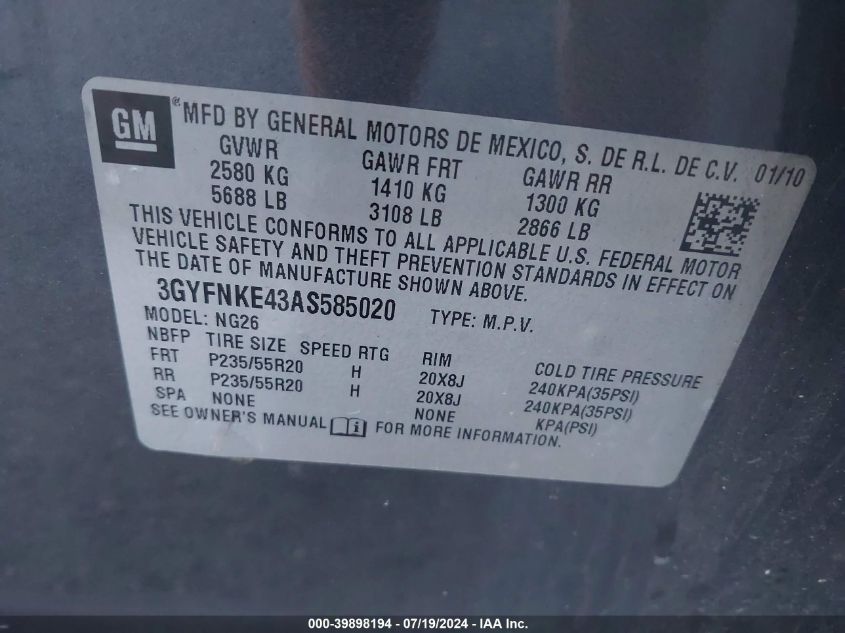 GM ® MFD BY GENERAL MOTORS DE MEXICO, S. DE R.L. DE C.V. 01/10
GVWR GAWR FRT GAWR RR
2580 KG 1410 KG 1300 KG
5688 LB 3108 LB 2866 LB
THIS VEHICLE CONFORMS TO ALL APPLICABLE U.S. FEDERAL MOTOR
VEHICLE SAFETY AND THEFT PREVENTION STANDARDS IN EFFECT ON
THE DATE OF MANUFACTURE SHOWN ABOVE.
3GYFNKE43AS585020 TYPE: M.P.V.
MODEL: NG26
NBFP TIRE SIZE SPEED RTG RIM COLD TIRE PRESSURE
FRT P235/55R20 H 20X8J 240KPA(35PSI)
RR P235/55R20 H 20X8J 240KPA(35PSI)
SPA NONE NONE KPA(PSI)
SEE OWNER'S MANUAL FOR MORE INFORMATION.
000-39898194 - 07/19/2024 - IAA Inc.